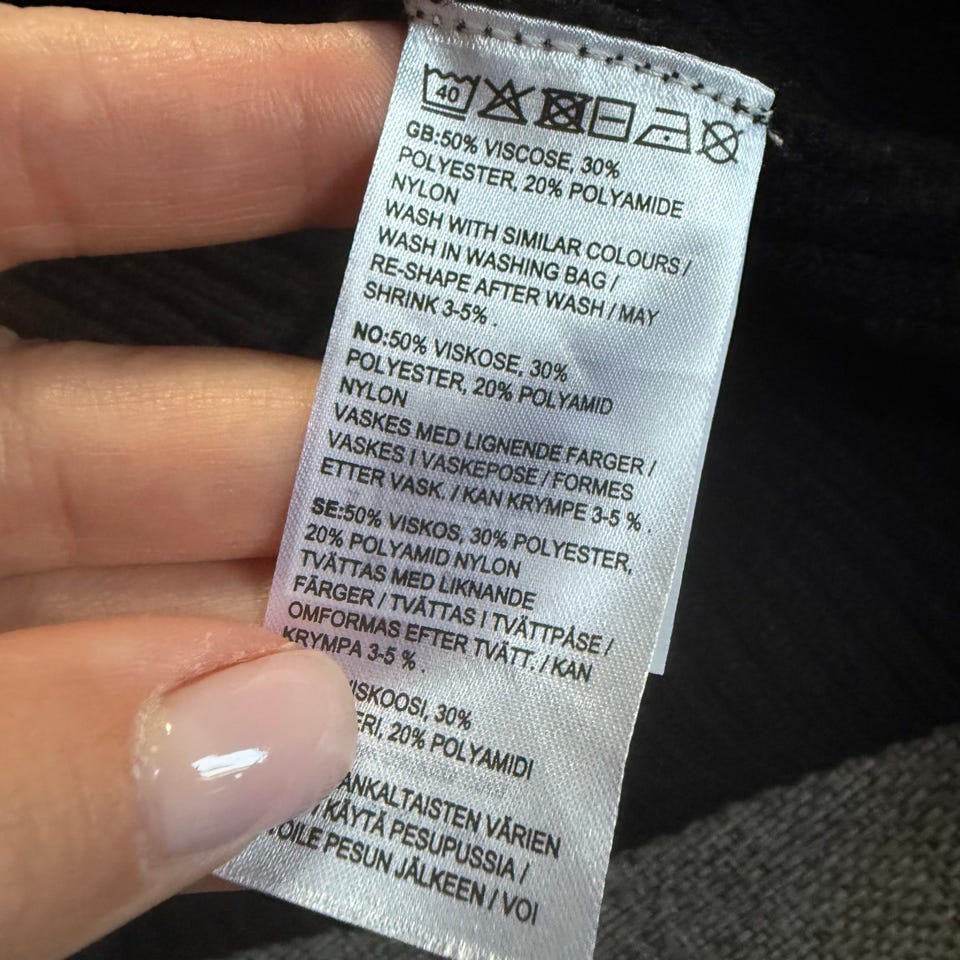 40
GB:50% VISCOSE, 30%
POLYESTER, 20% POLYAMIDE
NYLON
WASH WITH SIMILAR COLOURS /
WASH IN WASHING BAG /
RE-SHAPE AFTER WASH / MAY
SHRINK 3-5% .
NO:50% VISKOSE, 30%
POLYESTER, 20% POLYAMID
NYLON
VASKES MED LIGNENDE FARGER /
VASKES I VASKEPOSE / FORMES
ETTER VASK. / KAN KRYMPE 3-5 % .
SE:50% VISKOS, 30% POLYESTER,
20% POLYAMID NYLON
TVÄTTAS MED LIKNANDE
FÄRGER / TVÄTTAS I TVÄTTPÅSE /
OMFORMAS EFTER TVÄTT. / KAN
KRYMPA 3-5 % .
30%
20% POLYAMIDI
VÄRIEN
/ KÄYTÄ PESUPUSSIA /
PESUN JÄLKEEN / VOI